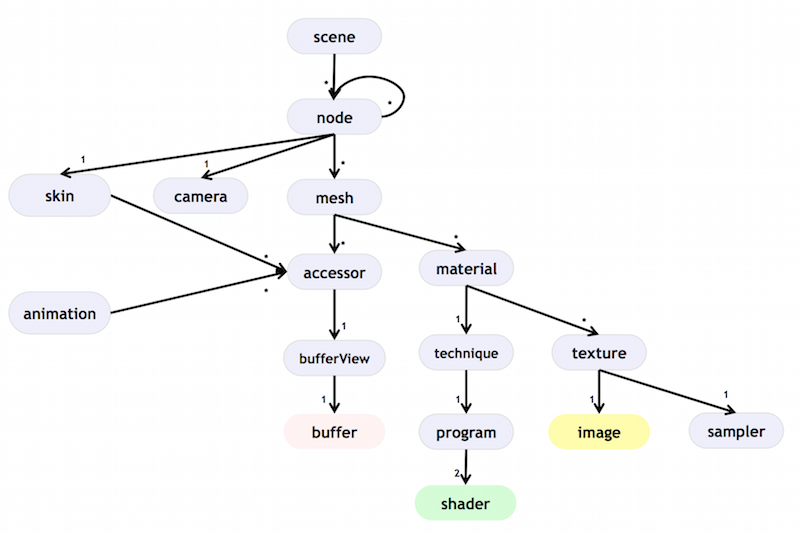 scene
*
*
node
1
1
*
skin
camera
mesh
*
*
*
accessor
material
*
animation
1
1
*
bufferView
technique
texture
1
1
1
1
buffer
program
image
sampler
2
shader